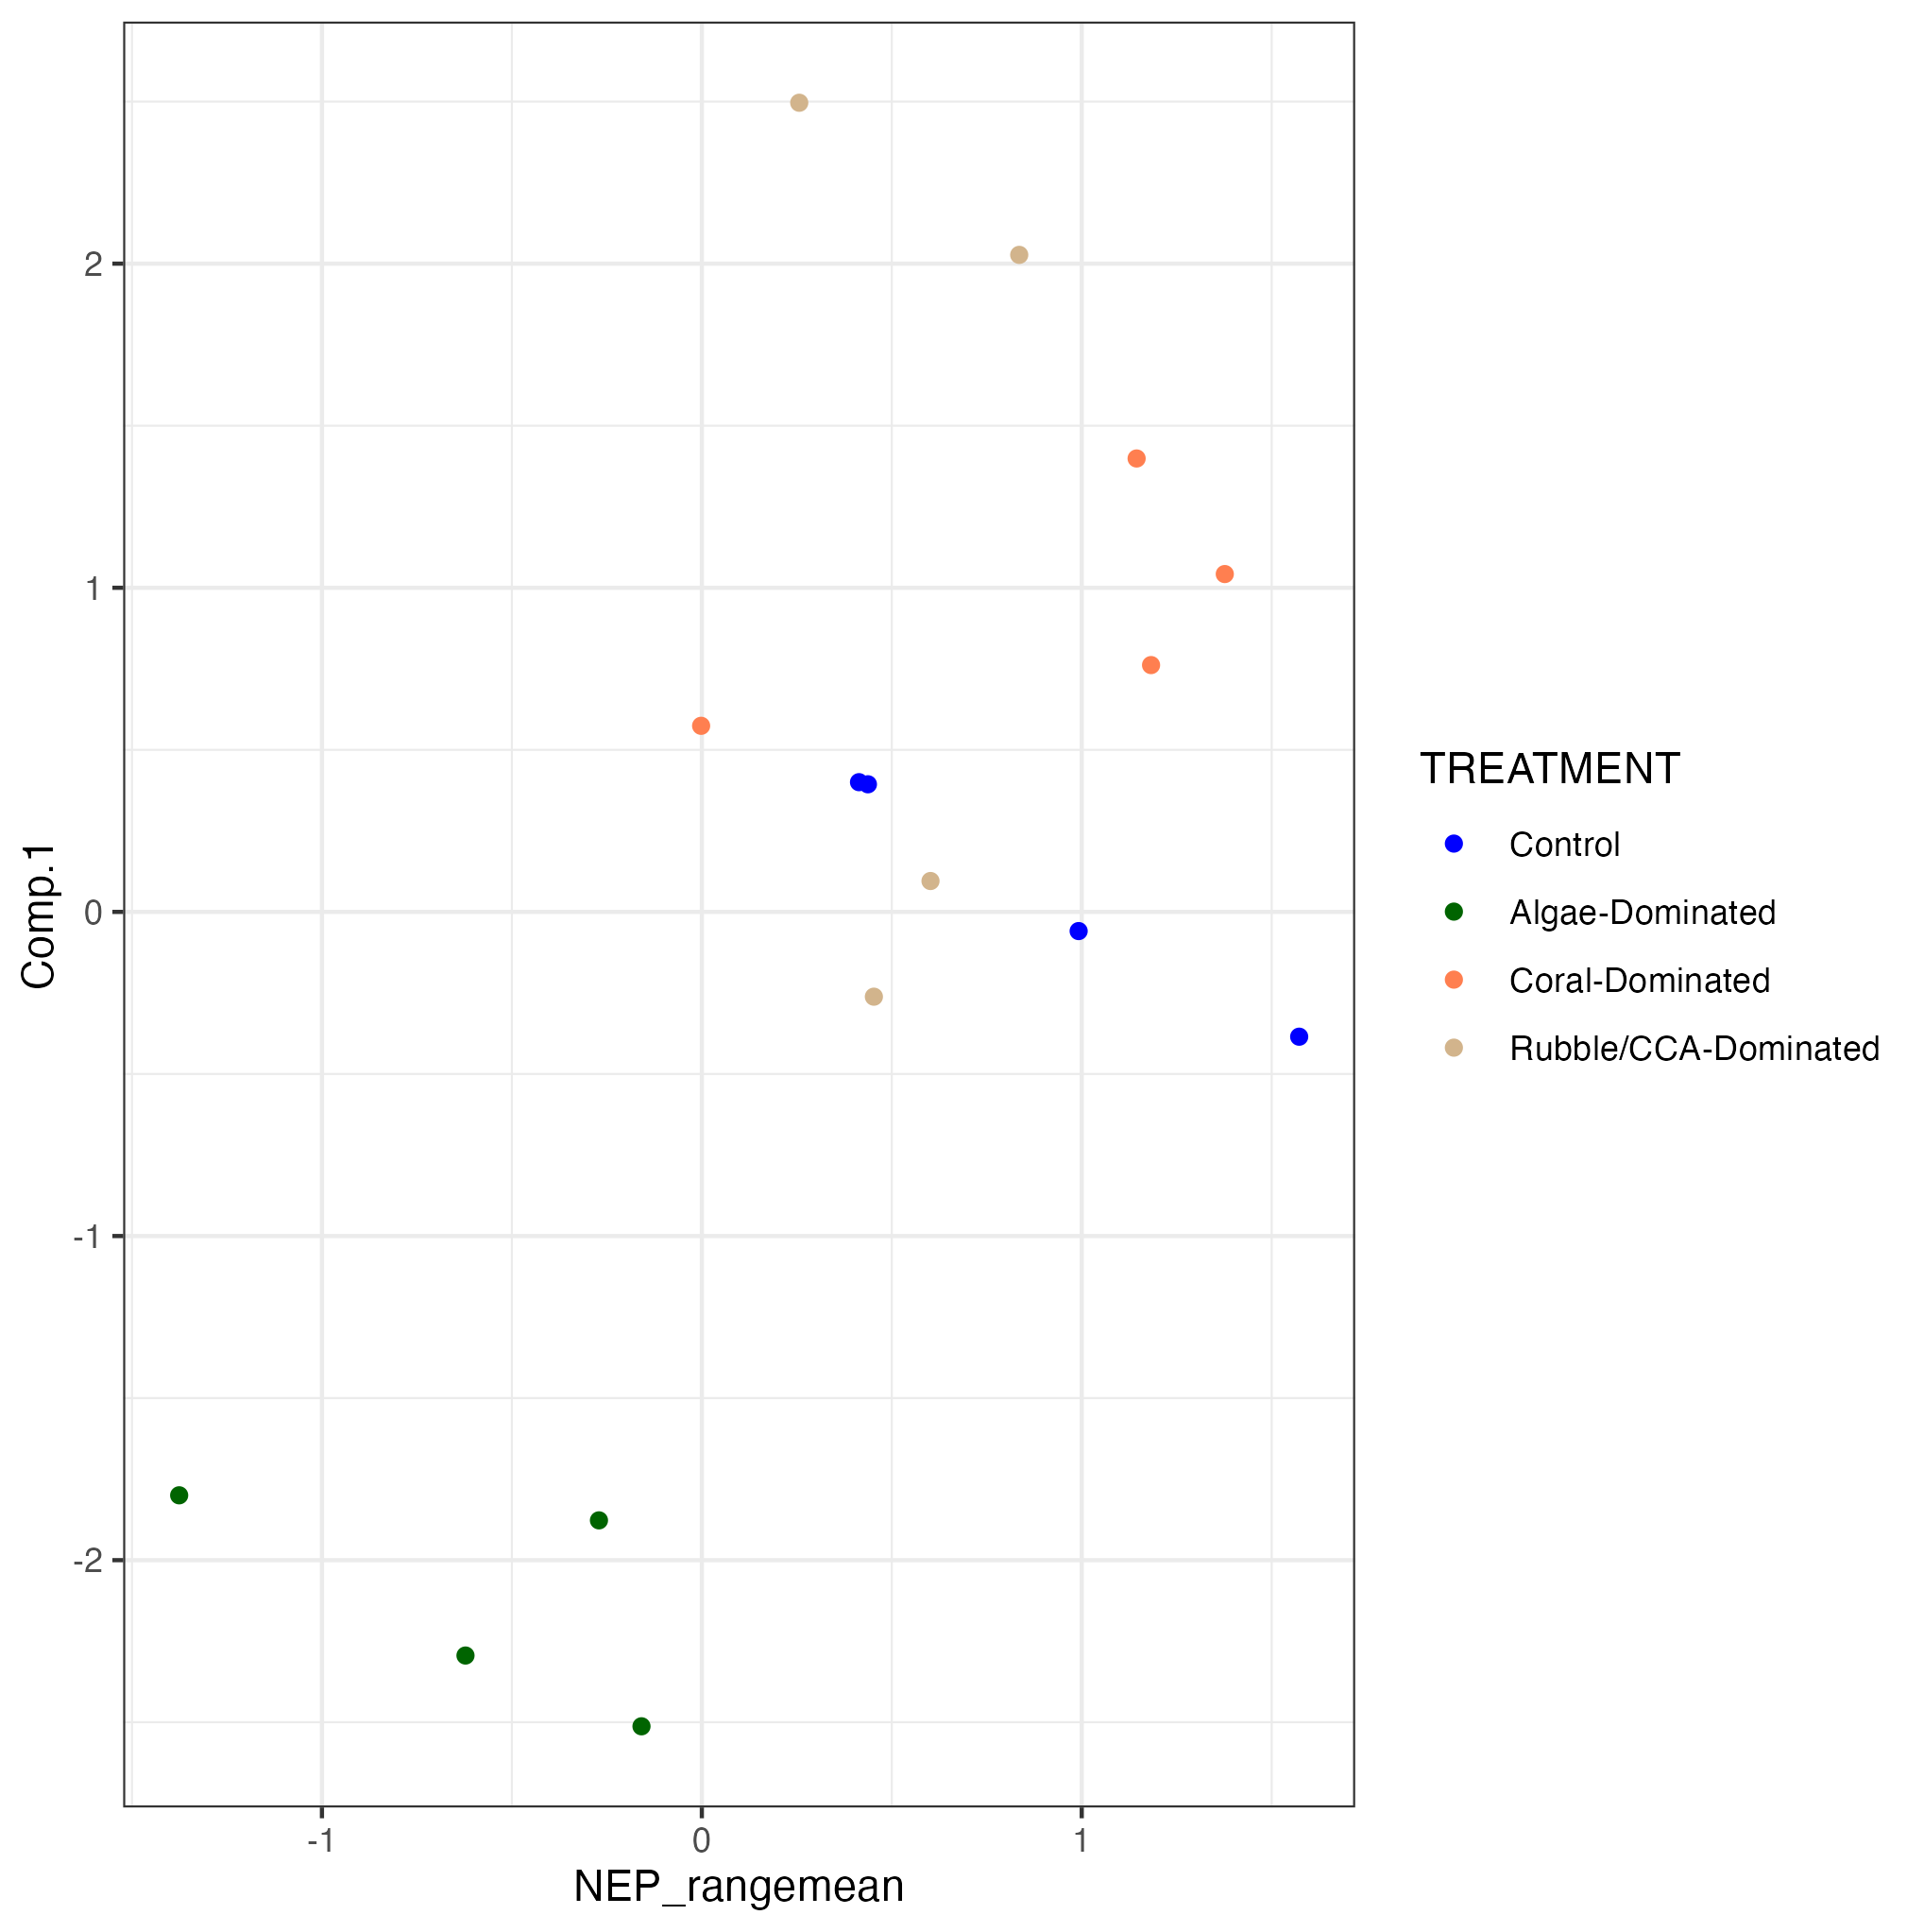 2
1
0
-1
-2
Comp.1
-1
0
1
NEP_rangemean
TREATMENT
Control
Algae-Dominated
Coral-Dominated
Rubble/CCA-Dominated